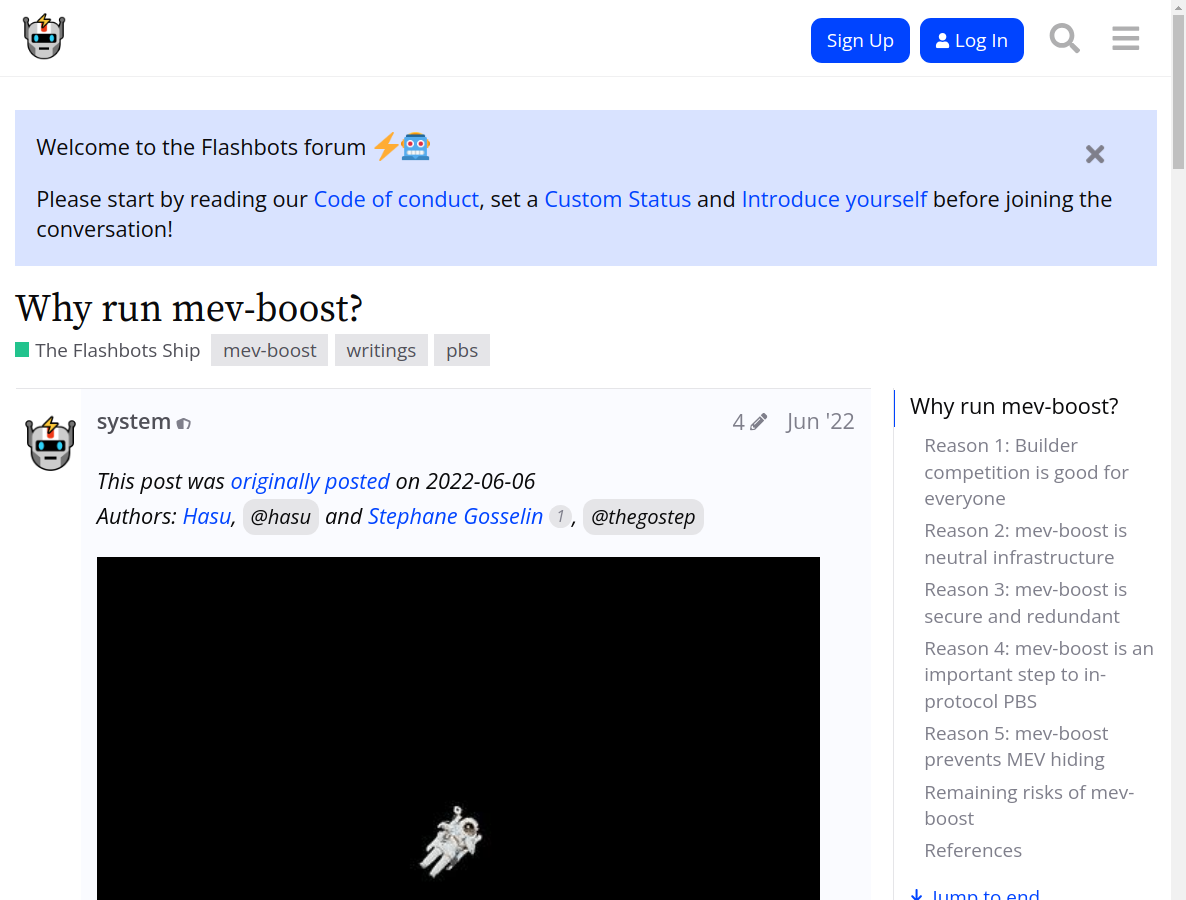 Sign Up
Log In
Welcome to the Flashbots forum
Please start by reading our Code of conduct, set a Custom Status and Introduce yourself before joining the
conversation!
Why run mev-boost?
The Flashbots Ship mev-boost writings pbs
system 4 Jun '22
This post was originally posted on 2022-06-06
Authors: Hasu, @hasu and Stephane Gosselin 1, @thegostep
Why run mev-boost?
Reason 1: Builder
competition is good for
everyone
Reason 2: mev-boost is
neutral infrastructure
Reason 3: mev-boost is
secure and redundant
Reason 4: mev-boost is an
important step to in-
protocol PBS
Reason 5: mev-boost
prevents MEV hiding
Remaining risks of mev-
boost
References
Jump to end